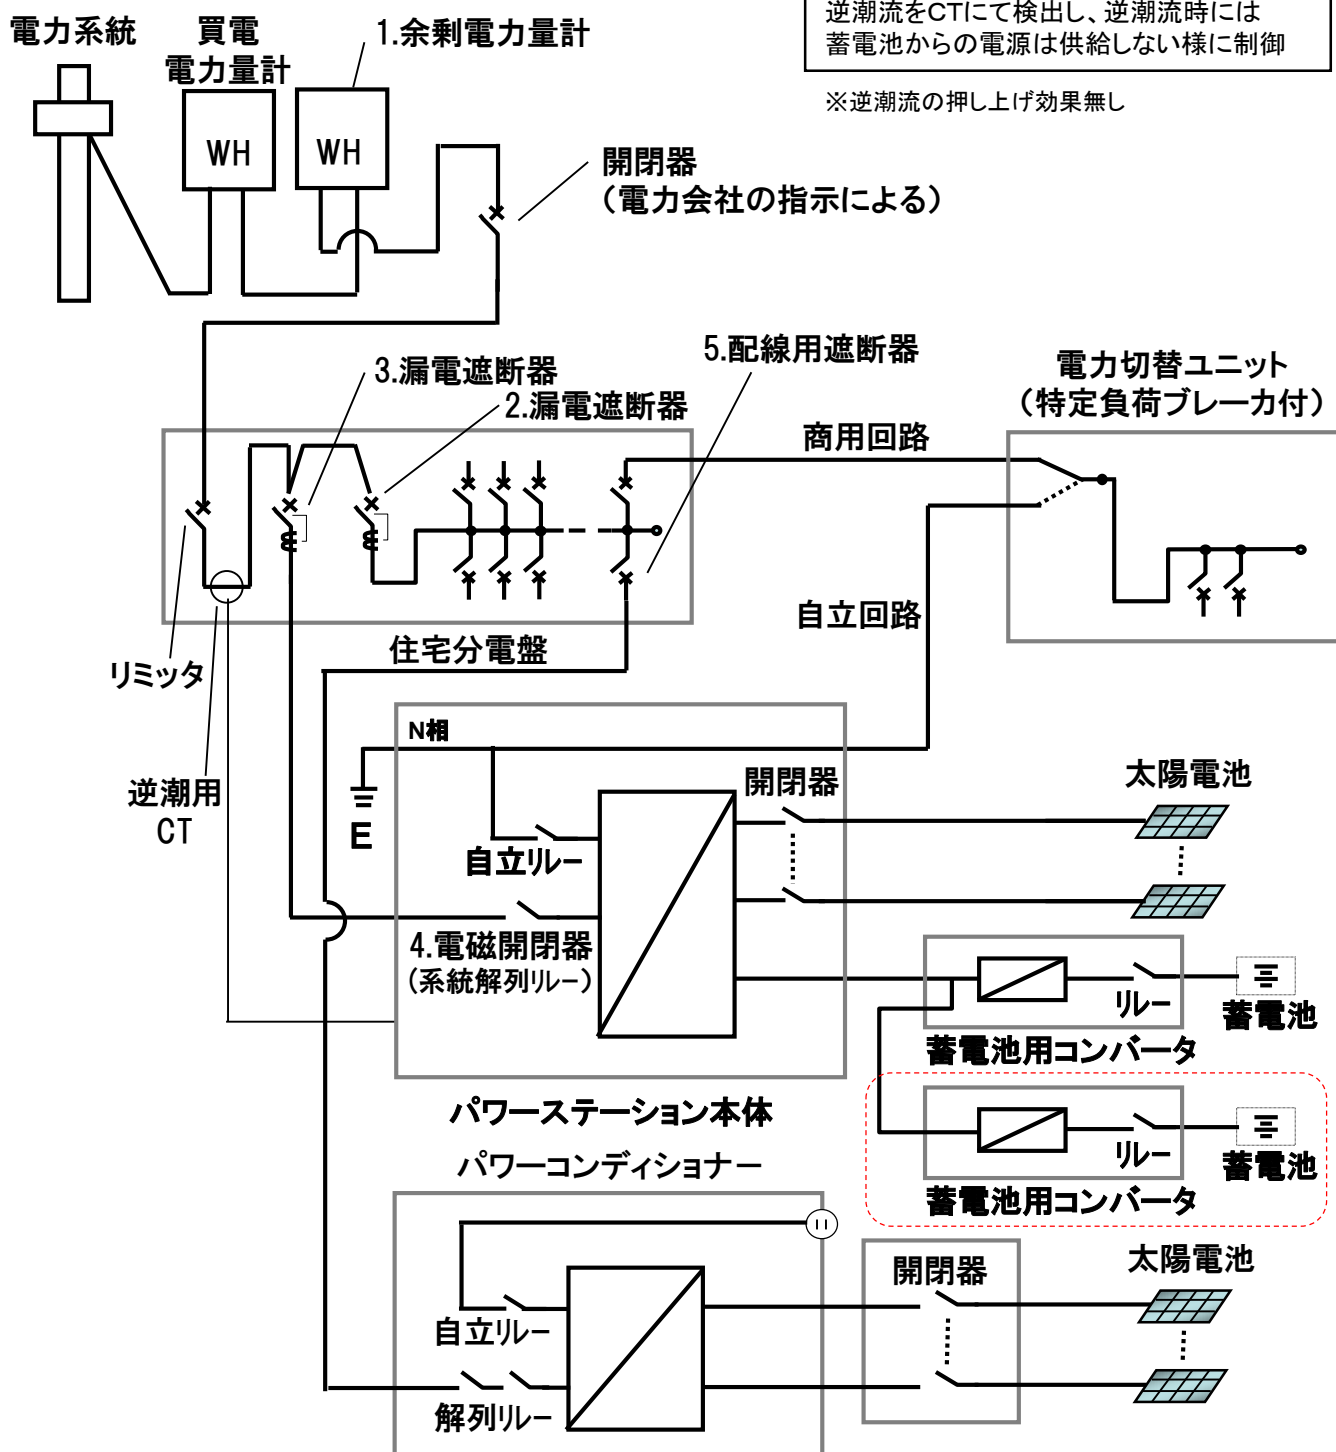 逆潮流をCTにて検出し、逆潮流時には
蓄電池からの電源は供給しない様に制御
※逆潮流の押し上げ効果無し
電力系統
買電
電力量計
1.余剰電力量計
WH
WH
開閉器
（電力会社の指示による）
3.漏電遮断器
2.漏電遮断器
5.配線用遮断器
電力切替ユニット
（特定負荷ブレーカ付）
商用回路
自立回路
住宅分電盤
リミッタ
逆潮用
CT
N相
E
自立リレー
開閉器
太陽電池
4.電磁開閉器
（系統解列リレー）
リレー
蓄電池
蓄電池用コンバータ
パワーステーション本体
リレー
蓄電池
蓄電池用コンバータ
パワーコンディショナー
自立リレー
解列リレー
開閉器
太陽電池